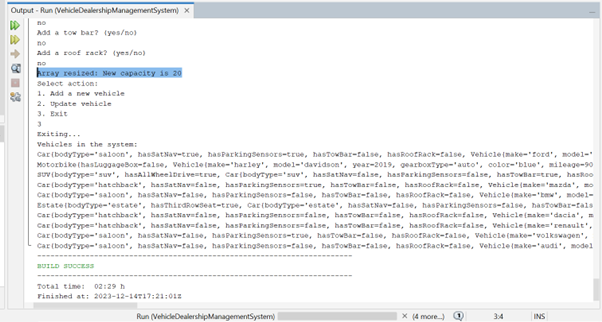 Output - Run (VehicleDealershipManagementSystem)
no
Add a tow bar? (yes/no)
no
Add a roof rack? (yes/no)
no
Array resized: New capacity is 20
Select action:
1. Add a new vehicle
2. Update vehicle
3. Exit
3
Exiting...
Vehicles in the system:
Car{bodyType='saloon', hasSatNav=true, hasParkingSensors=true, hasTowBar=false, hasRoofRack=false, Vehicle{make='ford', model='
Motorbike{hasLuggageBox=false, Vehicle{make='harley', model='davidson', year=2019, gearboxType='auto', color='blue', mileage=90
SUV{bodyType='suv', hasAllWheelDrive=true, Car{bodyType='suv', hasSatNav=false, hasParkingSensors=false, hasTowBar=true, hasRoo
Car{bodyType='hatchback', hasSatNav=false, hasParkingSensors=true, hasTowBar=false, hasRoofRack=false, Vehicle{make='mazda', mo
Car{bodyType='saloon', hasSatNav=false, hasParkingSensors=false, hasTowBar=false, hasRoofRack=false, Vehicle{make='bmw', model=
Estate{bodyType='estate', hasThirdRowSeat=true, Car{bodyType='estate', hasSatNav=false, hasParkingSensors=false, hasTowBar=fals
Car{bodyType='hatchback', hasSatNav=false, hasParkingSensors=false, hasTowBar=false, hasRoofRack=false, Vehicle{make='dacia', m
Car{bodyType='hatchback', hasSatNav=false, hasParkingSensors=false, hasTowBar=false, hasRoofRack=false, Vehicle{make='renault',
Car{bodyType='saloon', hasSatNav=false, hasParkingSensors=true, hasTowBar=false, hasRoofRack=false, Vehicle{make='volkswagen',
Car{bodyType='saloon', hasSatNav=false, hasParkingSensors=false, hasTowBar=false, hasRoofRack=false, Vehicle{make='audi', model
------------------------------------------------------------------------
BUILD SUCCESS
------------------------------------------------------------------------
Total time:  02:29 h
Finished at: 2023-12-14T17:21:01Z
Run (VehicleDealershipManagementSystem) (4 more...) 3:4 INS